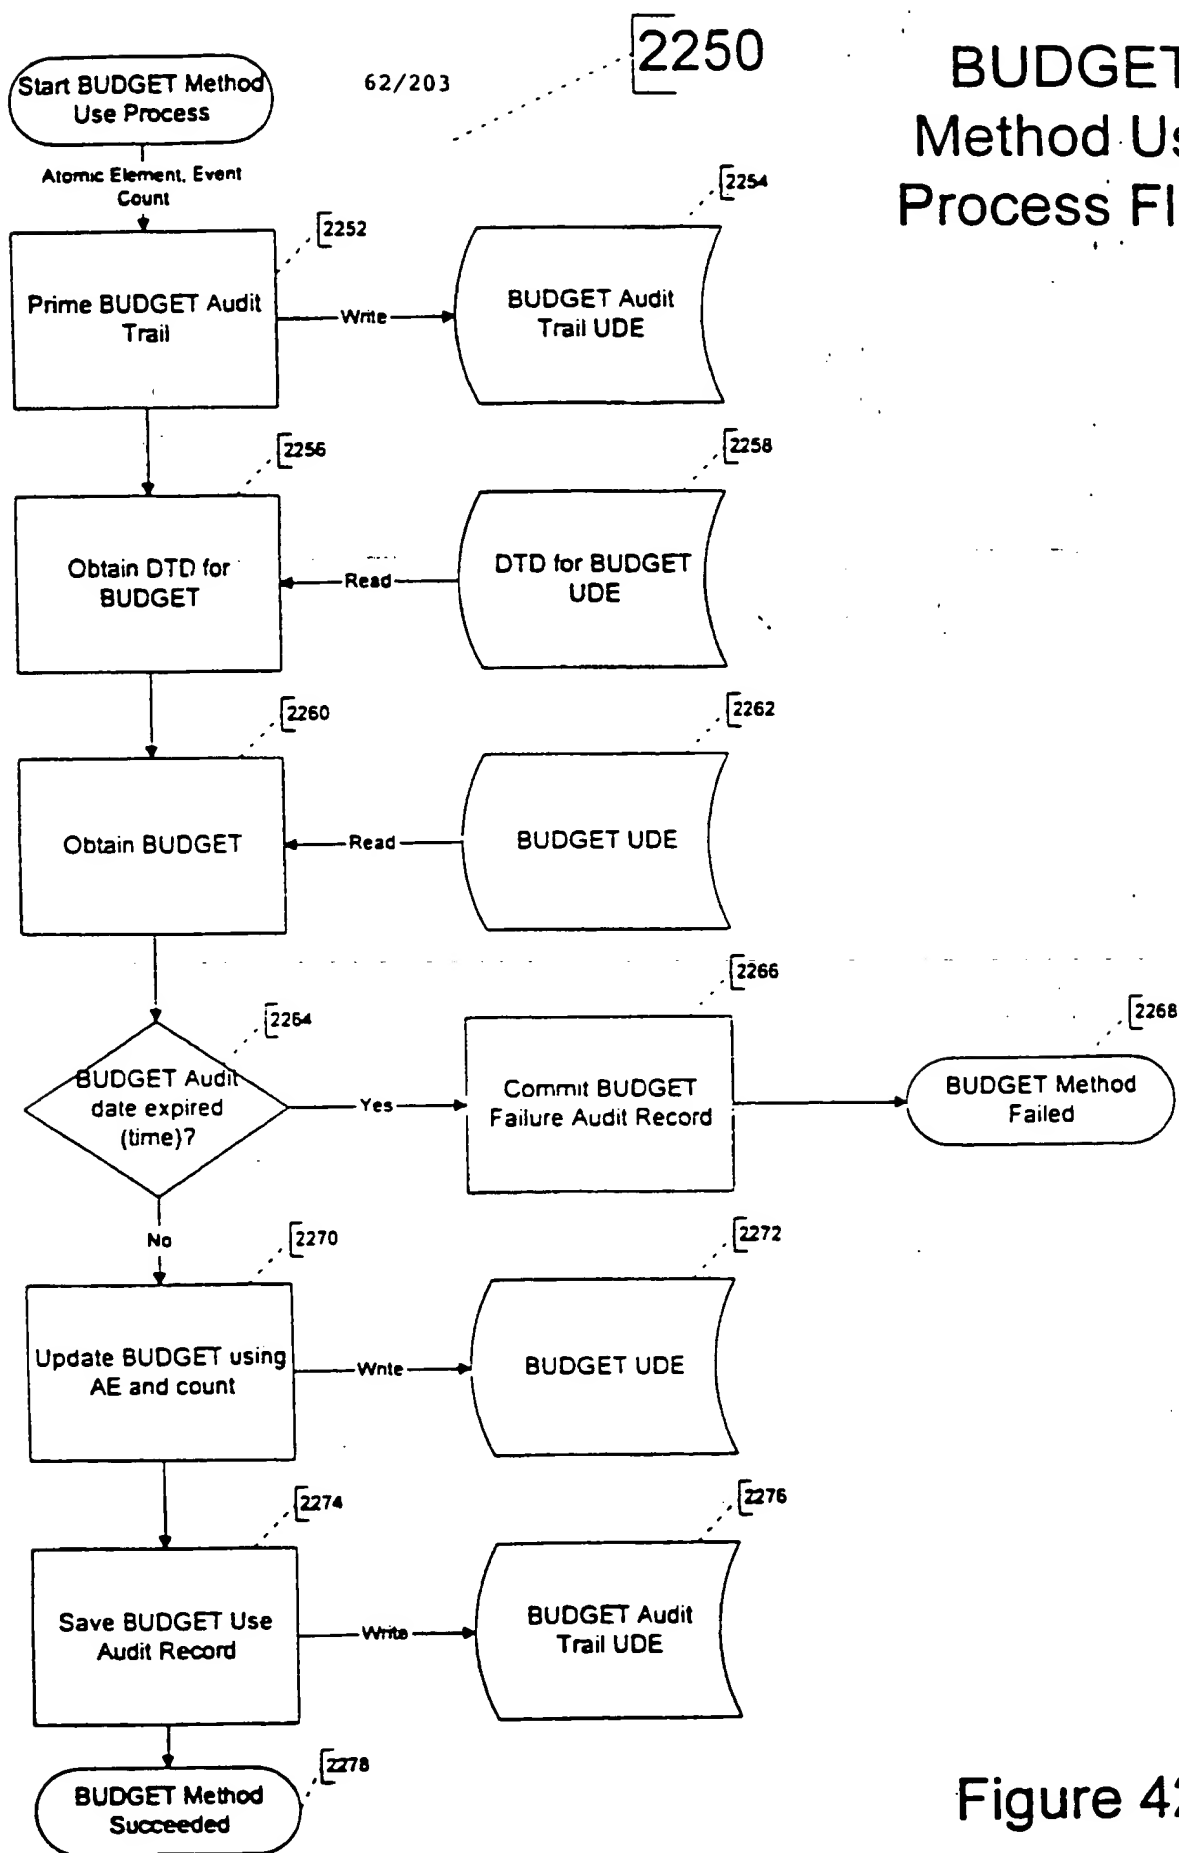 62/203
2250
BUDGET
Method Us
Process Fl
Start BUDGET Method
Use Process
Atomic Element, Event
Count
2252
2254
Prime BUDGET Audit
Trail
Write
BUDGET Audit
Trail UDE
2256
2258
Obtain DTD for
BUDGET
Read
DTD for BUDGET
UDE
2260
2262
Obtain BUDGET
Read
BUDGET UDE
2264
2266
2268
BUDGET Audit
date expired
(time)?
Yes
Commit BUDGET
Failure Audit Record
BUDGET Method
Failed
No
2270
2272
Update BUDGET using
AE and count
Write
BUDGET UDE
2274
2276
Save BUDGET Use
Audit Record
Write
BUDGET Audit
Trail UDE
2278
BUDGET Method
Succeeded
Figure 42